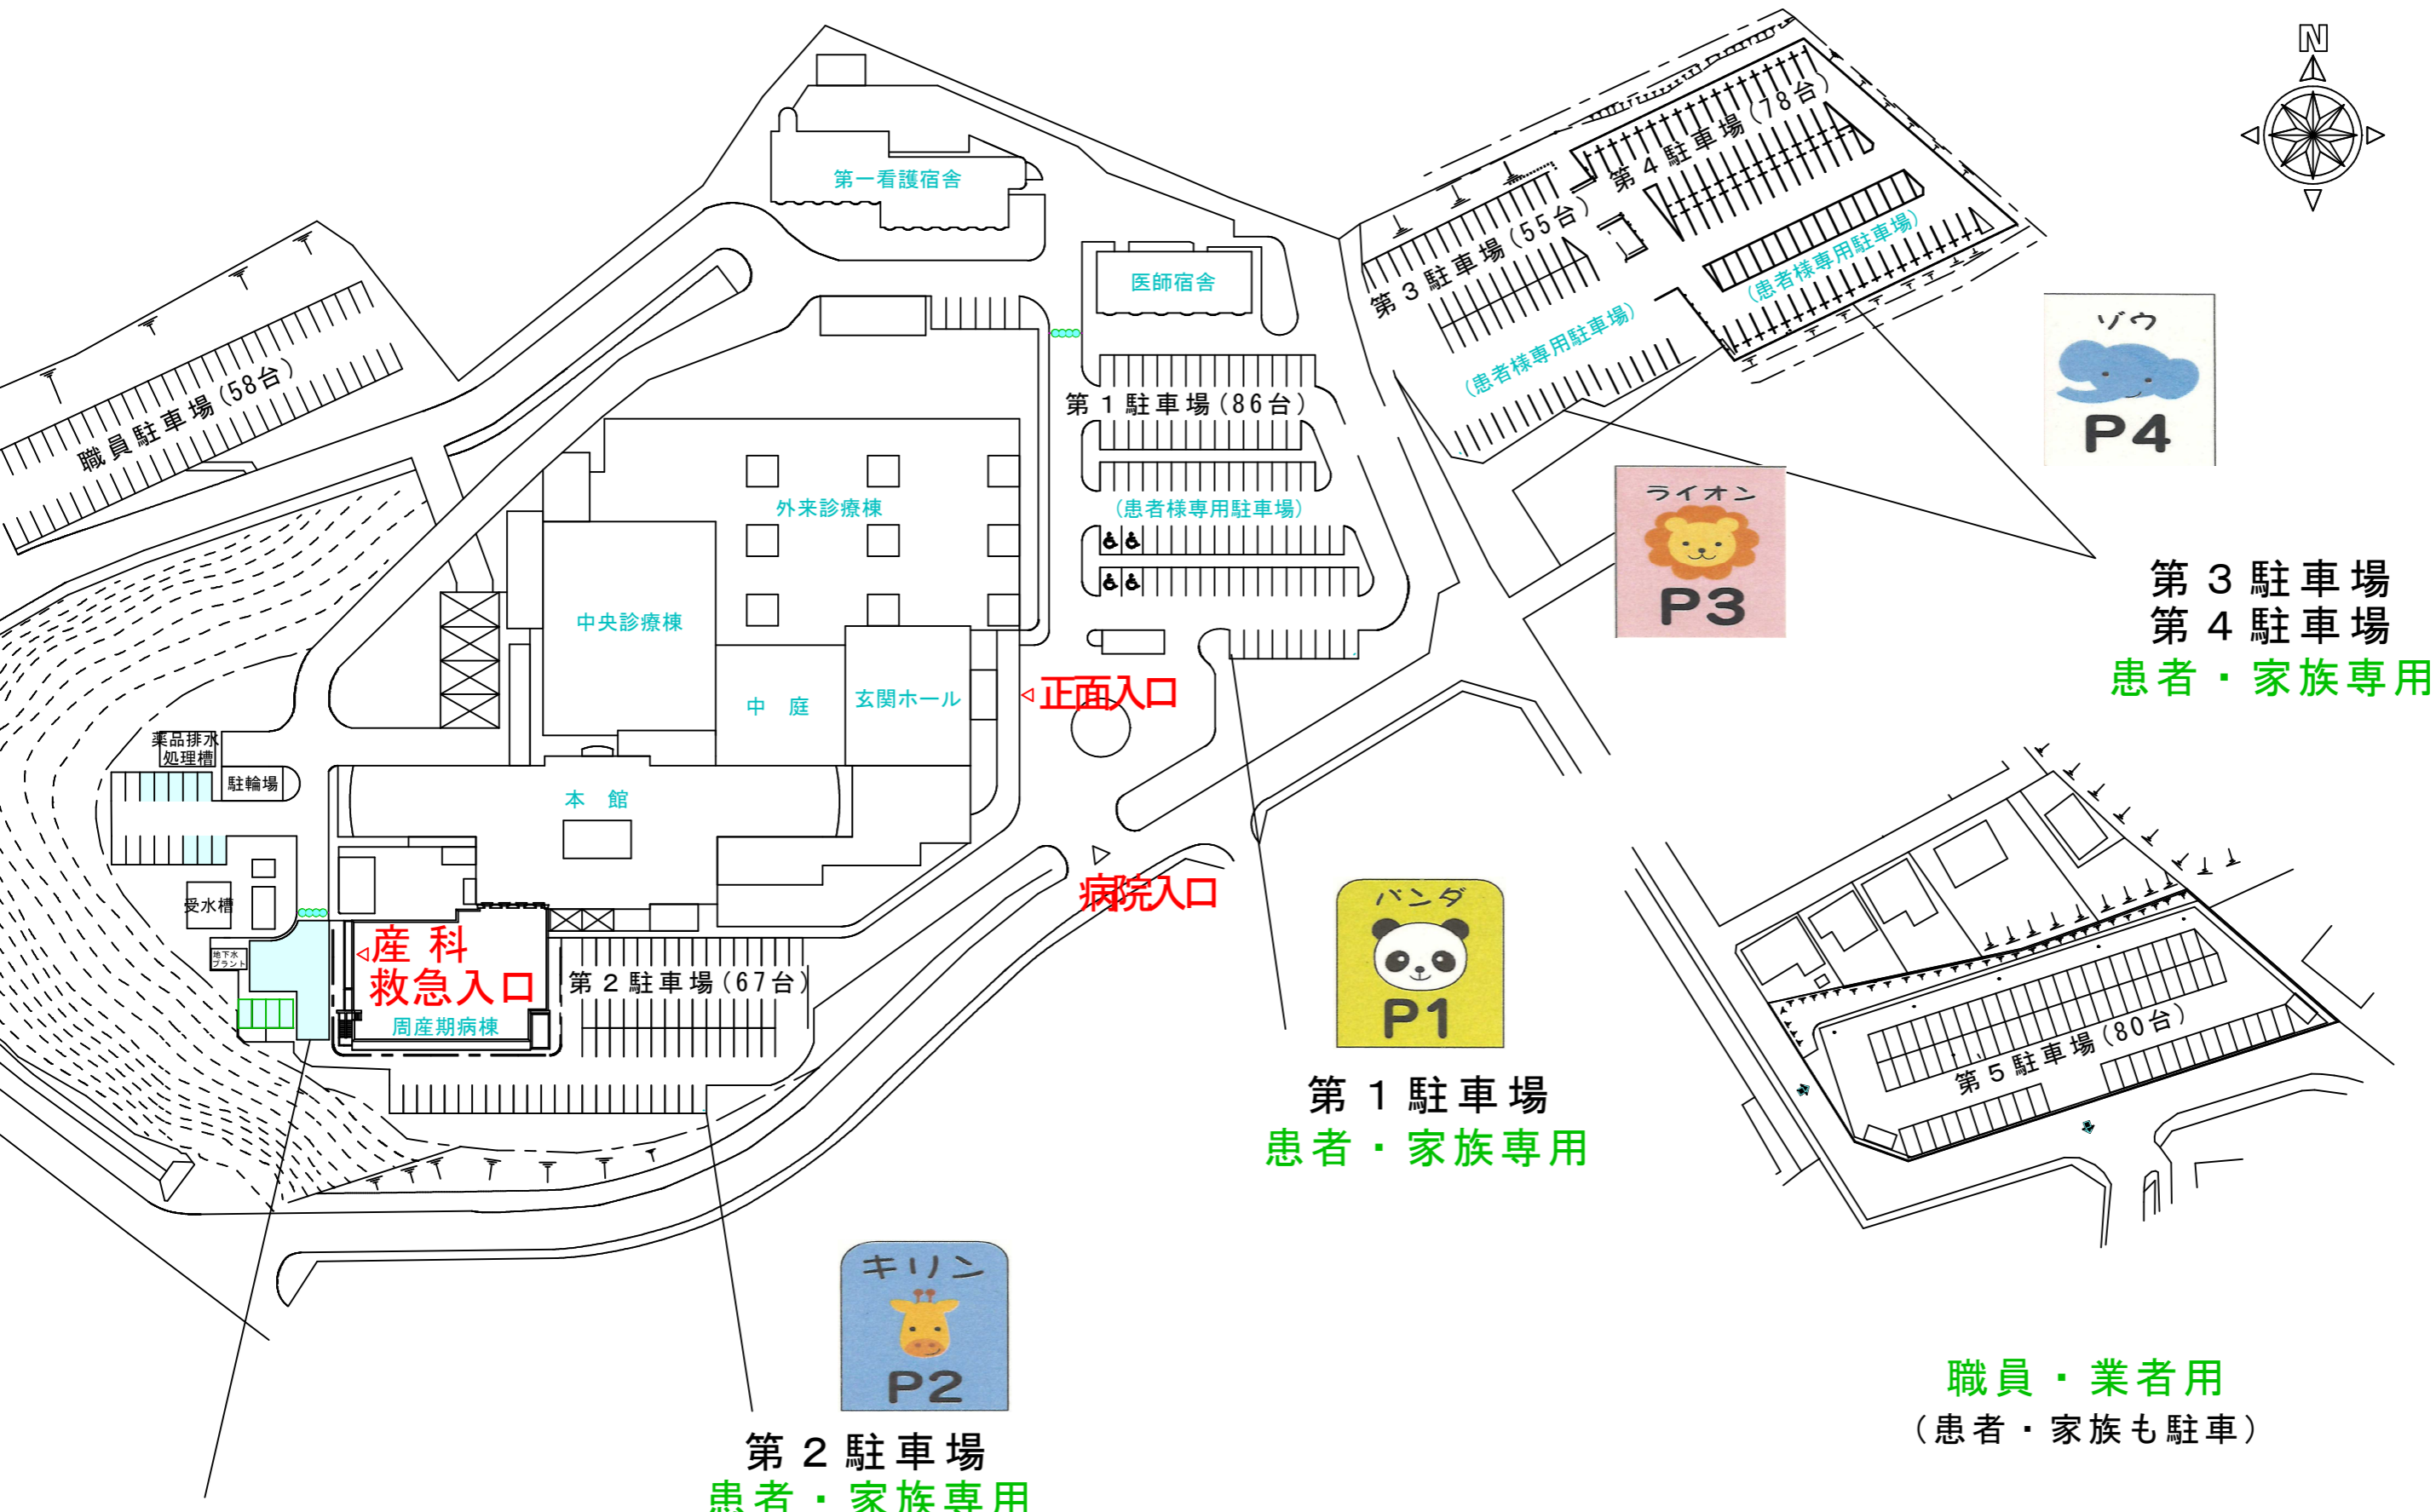 N
第一看護宿舎
医師宿舎
第4駐車場(78台)
第3駐車場(55台)
(患者様専用駐車場)
(患者様専用駐車場)
ゾウ
P4
職員駐車場(58台)
第1駐車場(86台)
(患者様専用駐車場)
外来診療棟
ライオン
P3
第3駐車場
第4駐車場
患者・家族専用
中央診療棟
中 庭
玄関ホール
正面入口
薬品排水
処理槽
駐輪場
本 館
病院入口
受水槽
地下水
プラント
産科
救急入口
周産期病棟
第2駐車場(67台)
パンダ
P1
第1駐車場
患者・家族専用
第5駐車場(80台)
キリン
P2
第2駐車場
患者・家族専用
職員・業者用
(患者・家族も駐車)